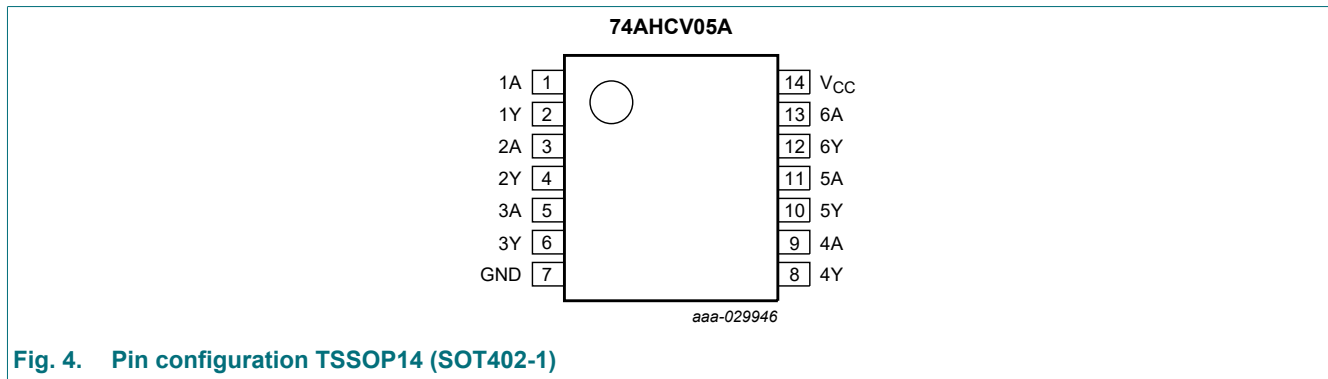 74AHCV05A
1A 1 14 VCC
1Y 2 13 6A
2A 3 12 6Y
2Y 4 11 5A
3A 5 10 5Y
3Y 6 9 4A
GND 7 8 4Y
aaa-029946
Fig. 4. Pin configuration TSSOP14 (SOT402-1)